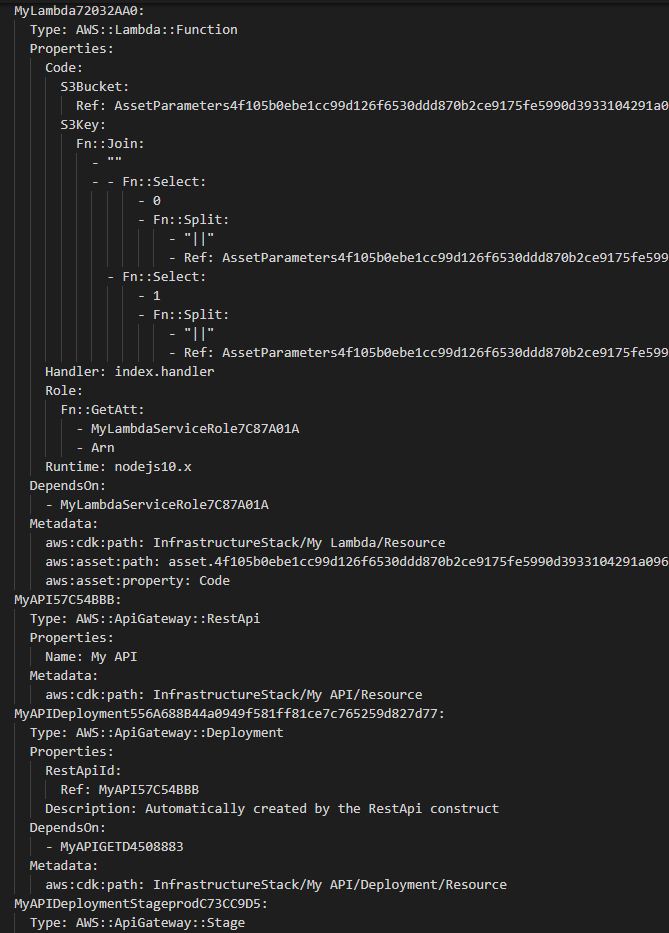 MyLambda72032AA0:
Type: AWS::Lambda::Function
Properties:
Code:
S3Bucket:
Ref: AssetParameters4f105b0ebe1cc99d126f6530ddd870b2ce9175fe5990d3933104291a0
S3Key:
Fn::Join:
- ""
- - Fn::Select:
- 0
- Fn::Split:
- "||"
- Ref: AssetParameters4f105b0ebe1cc99d126f6530ddd870b2ce9175fe599
- Fn::Select:
- 1
- Fn::Split:
- "||"
- Ref: AssetParameters4f105b0ebe1cc99d126f6530ddd870b2ce9175fe599
Handler: index.handler
Role:
Fn::GetAtt:
- MyLambdaServiceRole7C87A01A
- Arn
Runtime: nodejs10.x
DependsOn:
- MyLambdaServiceRole7C87A01A
Metadata:
aws:cdk:path: InfrastructureStack/My Lambda/Resource
aws:asset:path: asset.4f105b0ebe1cc99d126f6530ddd870b2ce9175fe5990d3933104291a096
aws:asset:property: Code
MyAPI57C54BBB:
Type: AWS::ApiGateway::RestApi
Properties:
Name: My API
Metadata:
aws:cdk:path: InfrastructureStack/My API/Resource
MyAPIDeployment556A688B44a0949f581ff81ce7c765259d827d77:
Type: AWS::ApiGateway::Deployment
Properties:
RestApiId:
Ref: MyAPI57C54BBB
Description: Automatically created by the RestApi construct
DependsOn:
- MyAPIGETD4508883
Metadata:
aws:cdk:path: InfrastructureStack/My API/Deployment/Resource
MyAPIDeploymentStageprodC73CC9D5:
Type: AWS::ApiGateway::Stage